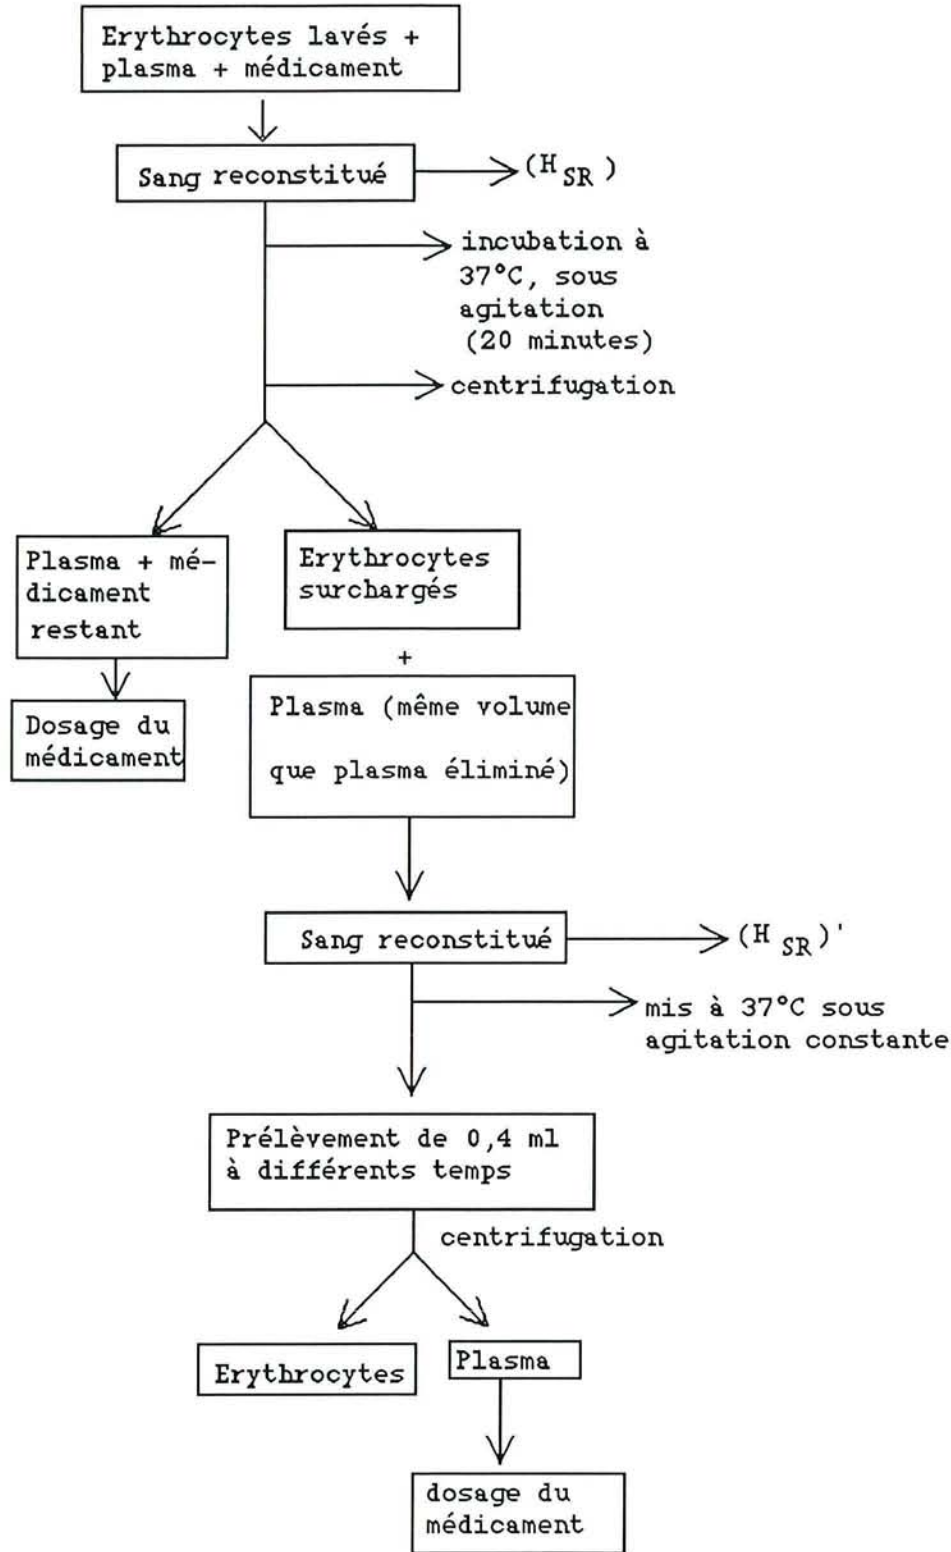 Erythrocytes lavés +
plasma + médicament
Sang reconstitué
(H SR )
incubation à
37°C, sous
agitation
(20 minutes)
centrifugation
Plasma + mé-
dicament
restant
Erythrocytes
surchargés
+
Dosage du
médicament
Plasma (même volume
que plasma éliminé)
Sang reconstitué
(H SR )'
mis à 37°C sous
agitation constante
Prélèvement de 0,4 ml
à différents temps
centrifugation
Erythrocytes
Plasma
dosage du
médicament